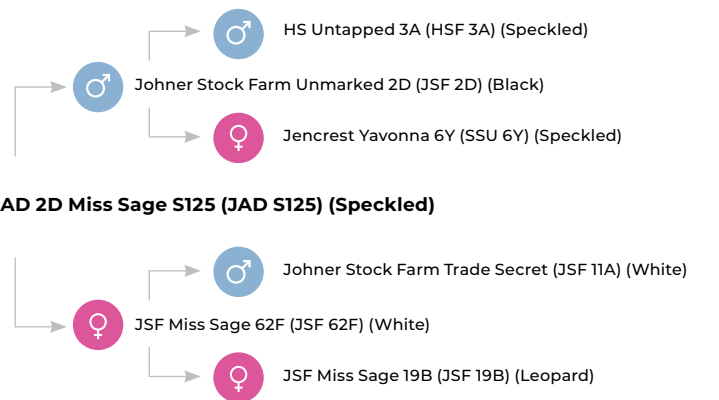 HS Untapped 3A (HSF 3A) (Speckled)
Johner Stock Farm Unmarked 2D (JSF 2D) (Black)
Jencrest Yavonna 6Y (SSU 6Y) (Speckled)
AD 2D Miss Sage S125 (JAD S125) (Speckled)
Johner Stock Farm Trade Secret (JSF 11A) (White)
JSF Miss Sage 62F (JSF 62F) (White)
JSF Miss Sage 19B (JSF 19B) (Leopard)